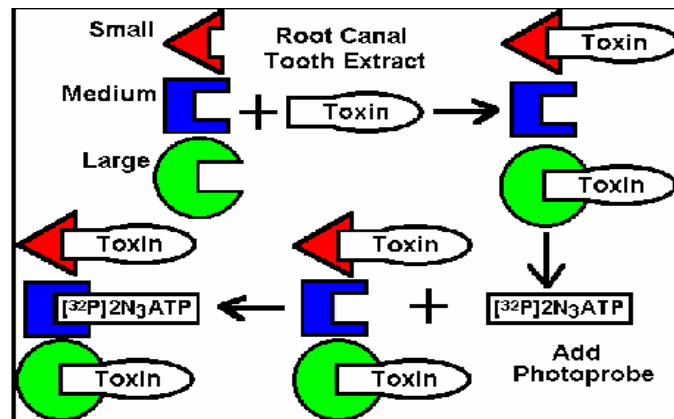 Small
Root Canal
Tooth Extract
Toxin
Medium
Toxin
Large
Toxin
Toxin
Toxin
[³²P]2N₃ATP
[³²P]2N₃ATP
Add
Photoprobe
Toxin
Toxin